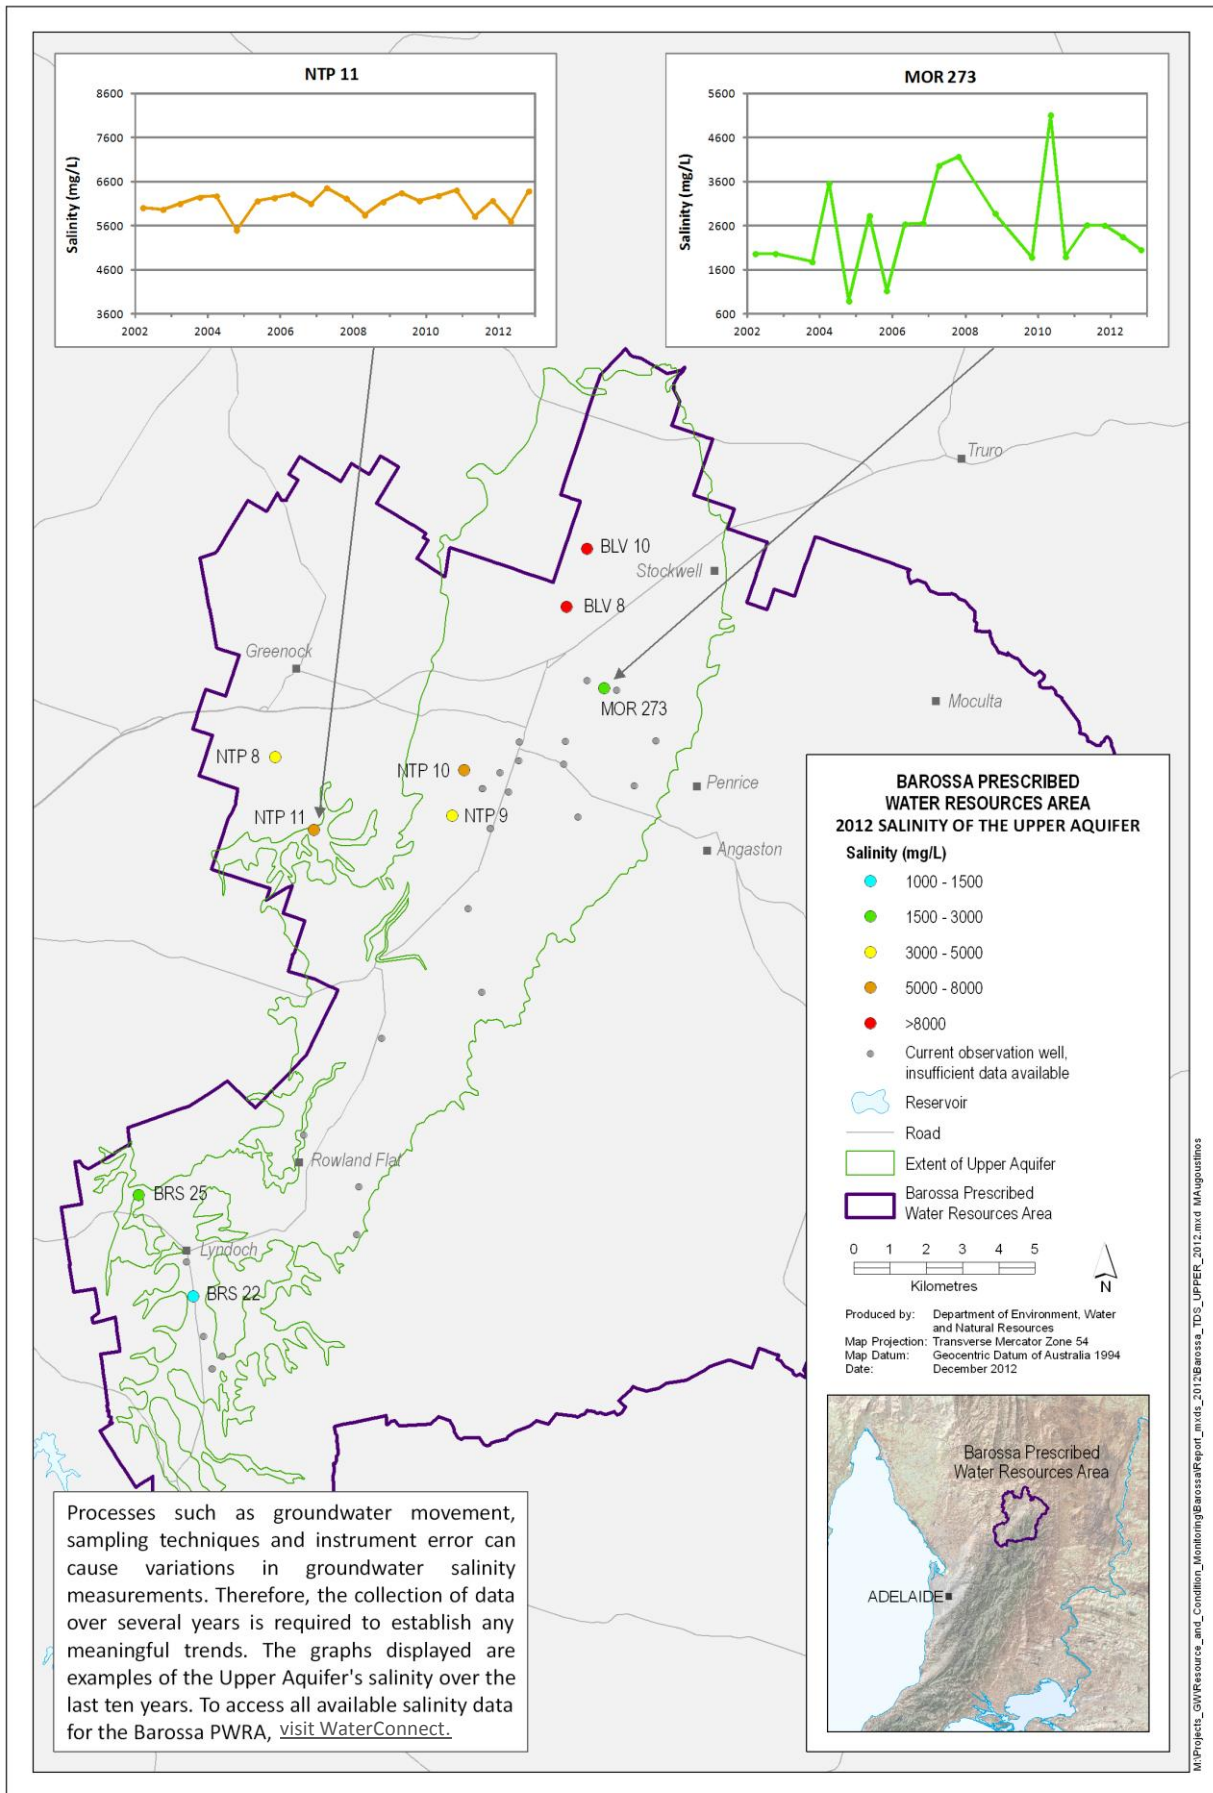 NTP 11
8600
7600
6600
5600
4600
3600
Salinity (mg/L)
2002 2004 2006 2008 2010 2012
MOR 273
5600
4600
3600
2600
1600
600
Salinity (mg/L)
2002 2004 2006 2008 2010 2012
Truro
BLV 10
Stockwell
BLV 8
Greenock
MOR 273
Moculta
NTP 8
NTP 10
Penrice
NTP 11
NTP 9
Angaston
Rowland Flat
BRS 25
Lyndoch
BRS 22
BAROSSA PRESCRIBED
WATER RESOURCES AREA
2012 SALINITY OF THE UPPER AQUIFER
Salinity (mg/L)
1000 - 1500
1500 - 3000
3000 - 5000
5000 - 8000
>8000
Current observation well,
insufficient data available
Reservoir
Road
Extent of Upper Aquifer
Barossa Prescribed
Water Resources Area
0 1 2 3 4 5
Kilometres
N
Produced by: Department of Environment, Water
and Natural Resources
Map Projection: Transverse Mercator Zone 54
Map Datum: Geocentric Datum of Australia 1994
Date: December 2012
Barossa Prescribed
Water Resources Area
ADELAIDE
Processes such as groundwater movement,
sampling techniques and instrument error can
cause variations in groundwater salinity
measurements. Therefore, the collection of data
over several years is required to establish any
meaningful trends. The graphs displayed are
examples of the Upper Aquifer's salinity over the
last ten years. To access all available salinity data
for the Barossa PWRA, visit WaterConnect.
M:\Projects_GW\Resource_and_Condition_Monitoring\Barossa\Report_mxds_2012\Barossa_TDS_UPPER_2012.mxd MAugoustinos